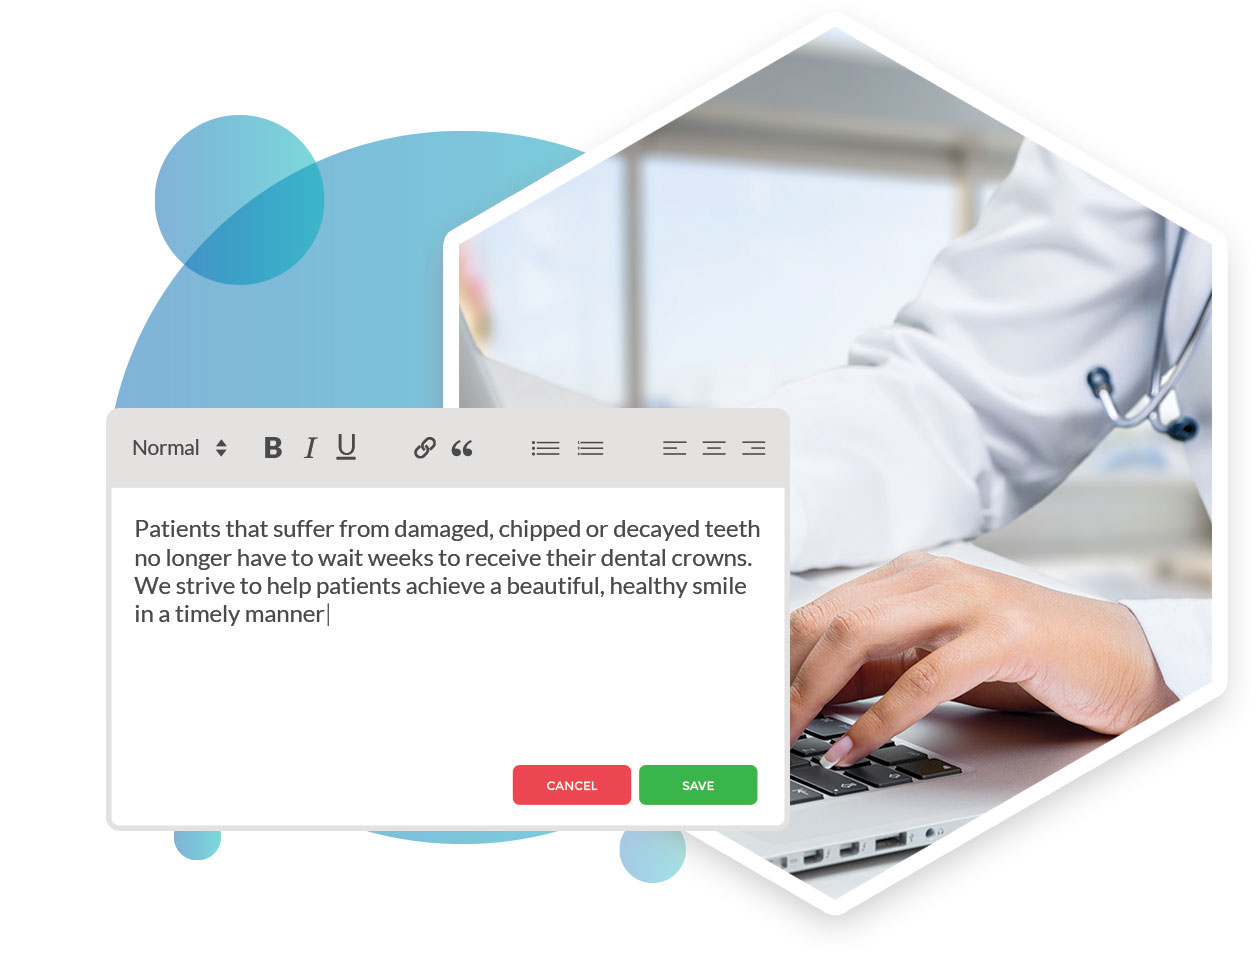 Normal B I U
Patients that suffer from damaged, chipped or decayed teeth
no longer have to wait weeks to receive their dental crowns.
We strive to help patients achieve a beautiful, healthy smile
in a timely manner
CANCEL SAVE